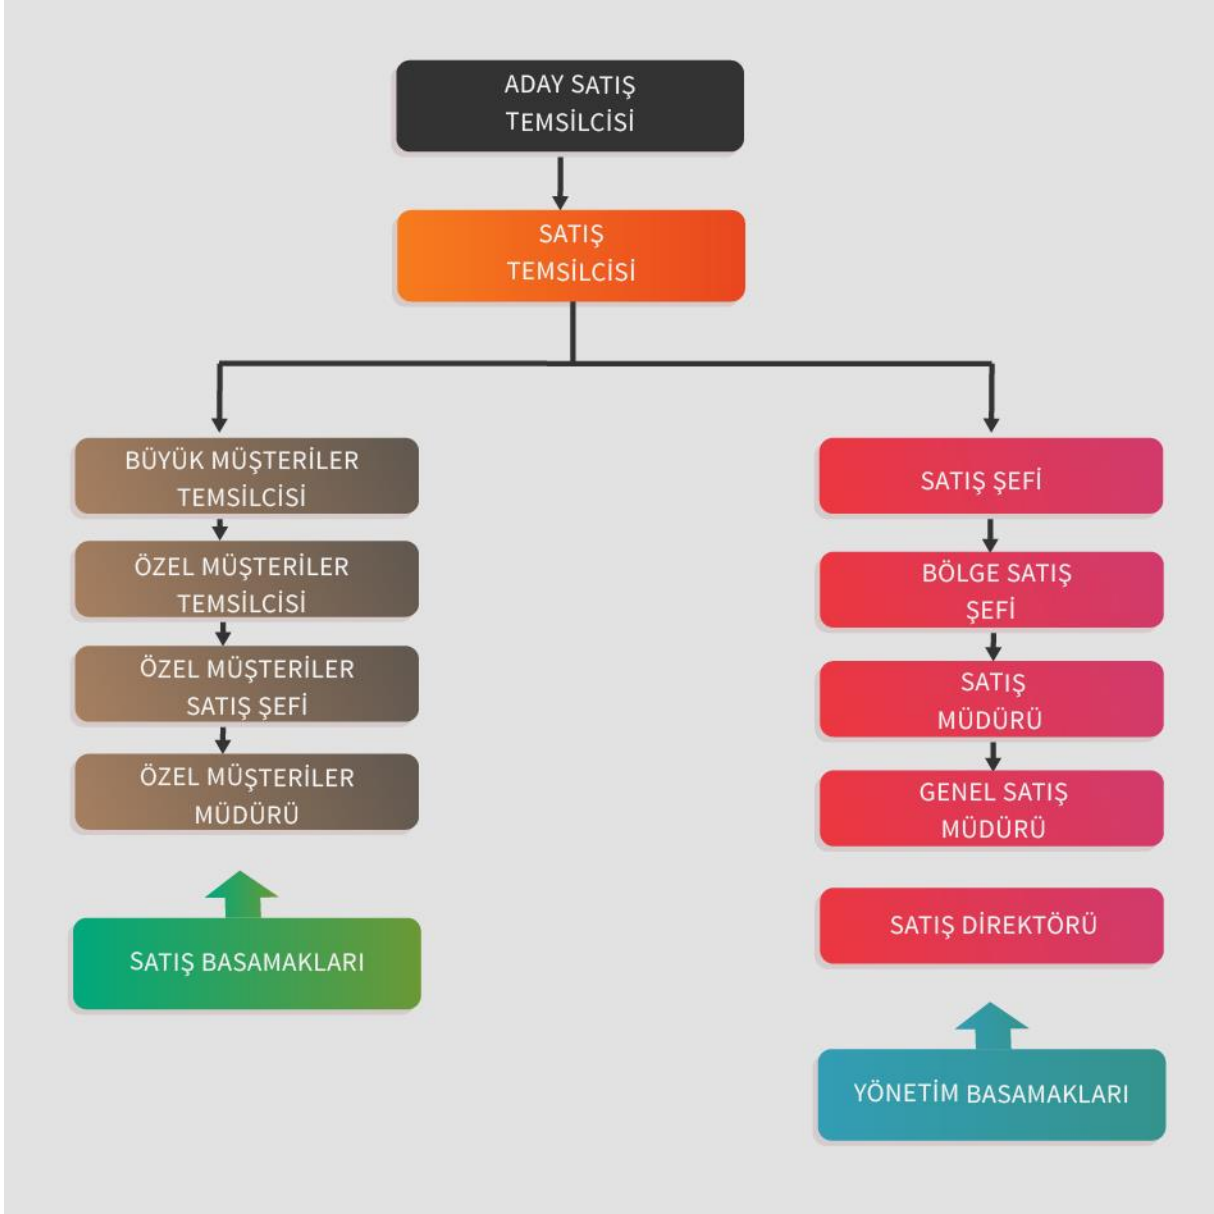 ADAY SATIŞ
TEMSİLCİSİ
SATIŞ
TEMSİLCİSİ
BÜYÜK MÜŞTERİLER
TEMSİLCİSİ
ÖZEL MÜŞTERİLER
TEMSİLCİSİ
ÖZEL MÜŞTERİLER
SATIŞ ŞEFİ
ÖZEL MÜŞTERİLER
MÜDÜRÜ
SATIŞ BASAMAKLARI
SATIŞ ŞEFİ
BÖLGE SATIŞ
ŞEFİ
SATIŞ
MÜDÜRÜ
GENEL SATIŞ
MÜDÜRÜ
SATIŞ DİREKTÖRÜ
YÖNETİM BASAMAKLARI